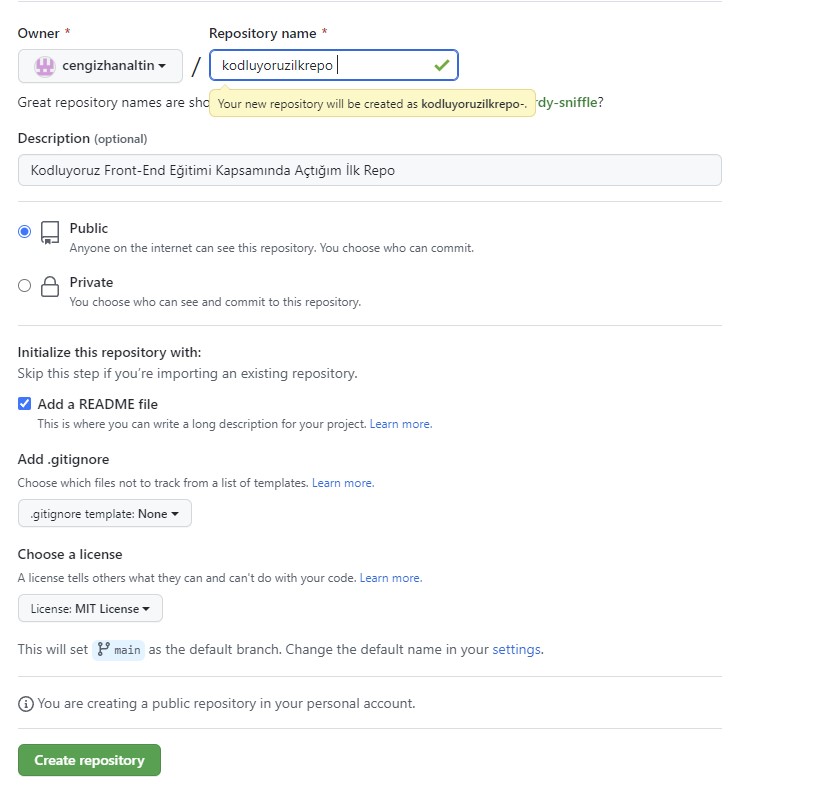 Owner * Repository name *
cengizhanaltin / kodluyoruzilkrepo
Great repository names are sho
Your new repository will be created as kodluyoruzilkrepo-.
rdy-sniffle?
Description (optional)
Kodluyoruz Front-End Eğitimi Kapsamında Açtığım İlk Repo
Public
Anyone on the internet can see this repository. You choose who can commit.
Private
You choose who can see and commit to this repository.
Initialize this repository with:
Skip this step if you're importing an existing repository.
Add a README file
This is where you can write a long description for your project. Learn more.
Add .gitignore
Choose which files not to track from a list of templates. Learn more.
.gitignore template: None
Choose a license
A license tells others what they can and can't do with your code. Learn more.
License: MIT License
This will set main as the default branch. Change the default name in your settings.
You are creating a public repository in your personal account.
Create repository